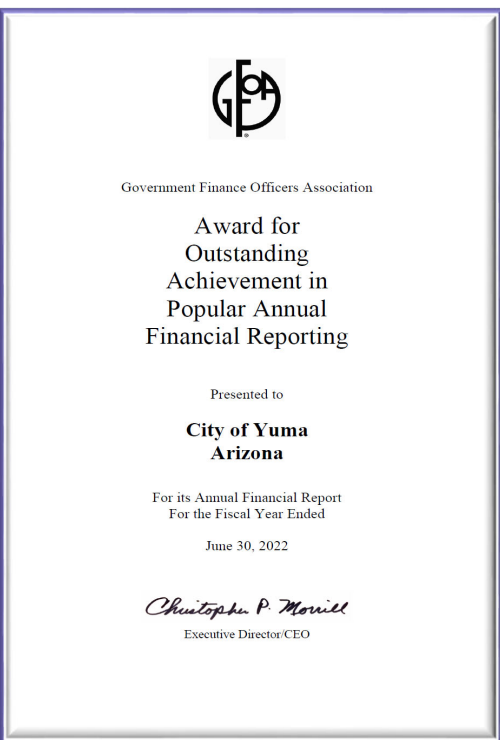 GFOA
®
Government Finance Officers Association
Award for
Outstanding
Achievement in
Popular Annual
Financial Reporting
Presented to
City of Yuma
Arizona
For its Annual Financial Report
For the Fiscal Year Ended
June 30, 2022
Christopher P. Morrill
Executive Director/CEO